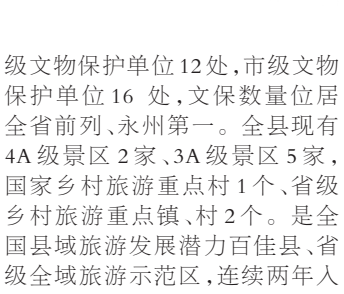 级文物保护单位12处,市级文物
保护单位16 处,文保数量位居
全省前列、永州第一。全县现有
4A级景区2家、3A级景区5家,
国家乡村旅游重点村1个、省级
乡村旅游重点镇、村2个。是全
国县域旅游发展潜力百佳县、省
级全域旅游示范区,连续两年入